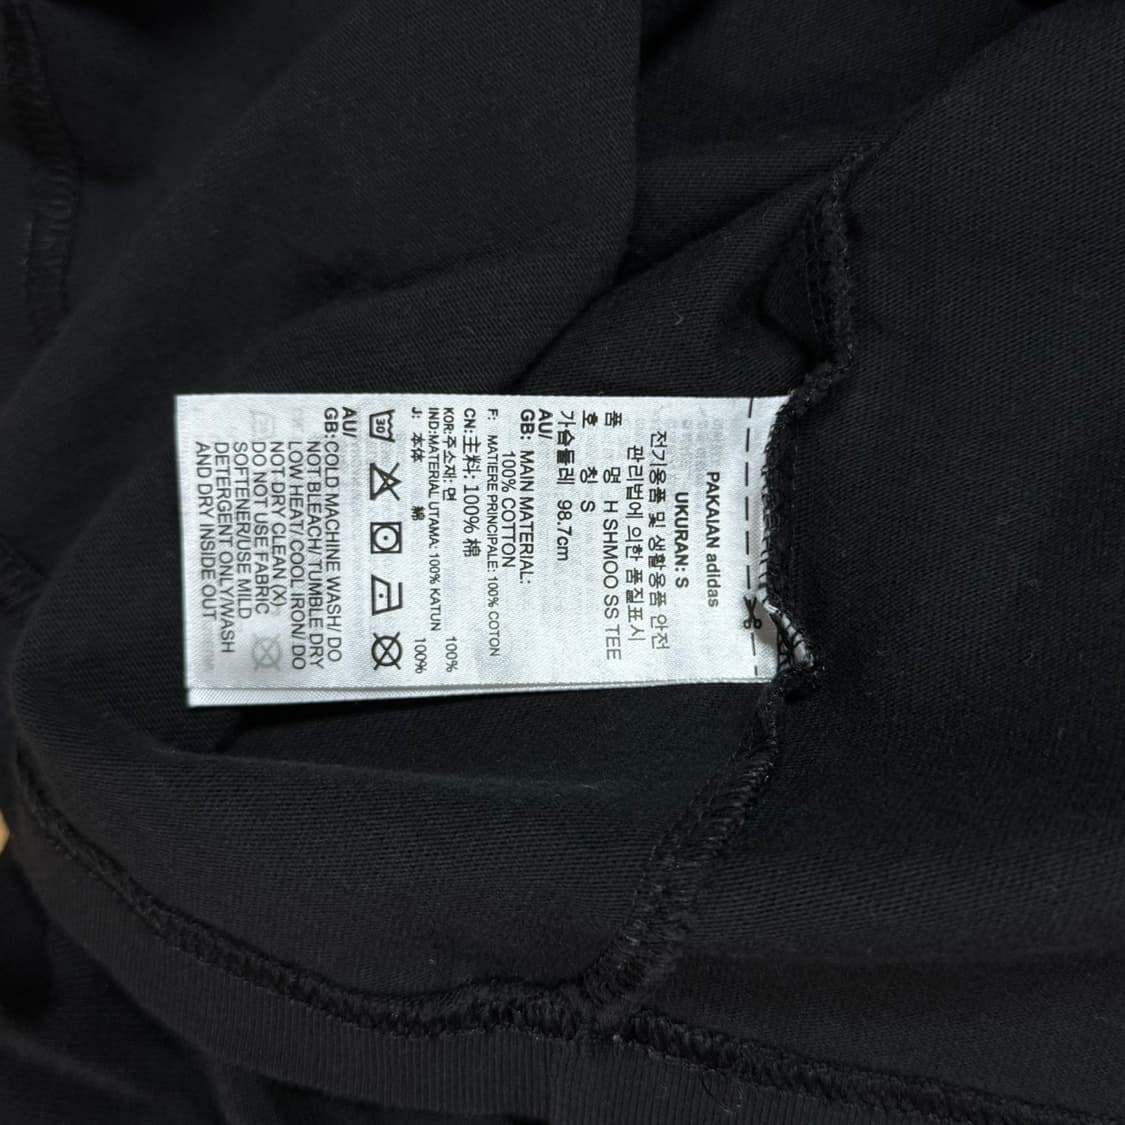 PAKAIAN adidas
UKURAN: S
전기용품 및 생활용품 안전
관리법에 의한 품질표시
품 명 H SHMOO SS TEE
호 칭 S
가슴둘레 98.7cm
AU/
GB: MAIN MATERIAL:
100% COTTON
F: MATIERE PRINCIPALE: 100% COTON
CN:主料: 100% 棉
KOR:주소재: 면 100%
IND:MATERIAL UTAMA: 100% KATUN
J: 本体 綿 100%
30
AU/
GB:COLD MACHINE WASH/ DO
NOT BLEACH/ TUMBLE DRY
LOW HEAT/ COOL IRON/ DO
NOT DRY CLEAN (X)
DO NOT USE FABRIC
SOFTENER/USE MILD
DETERGENT ONLY/WASH
AND DRY INSIDE OUT